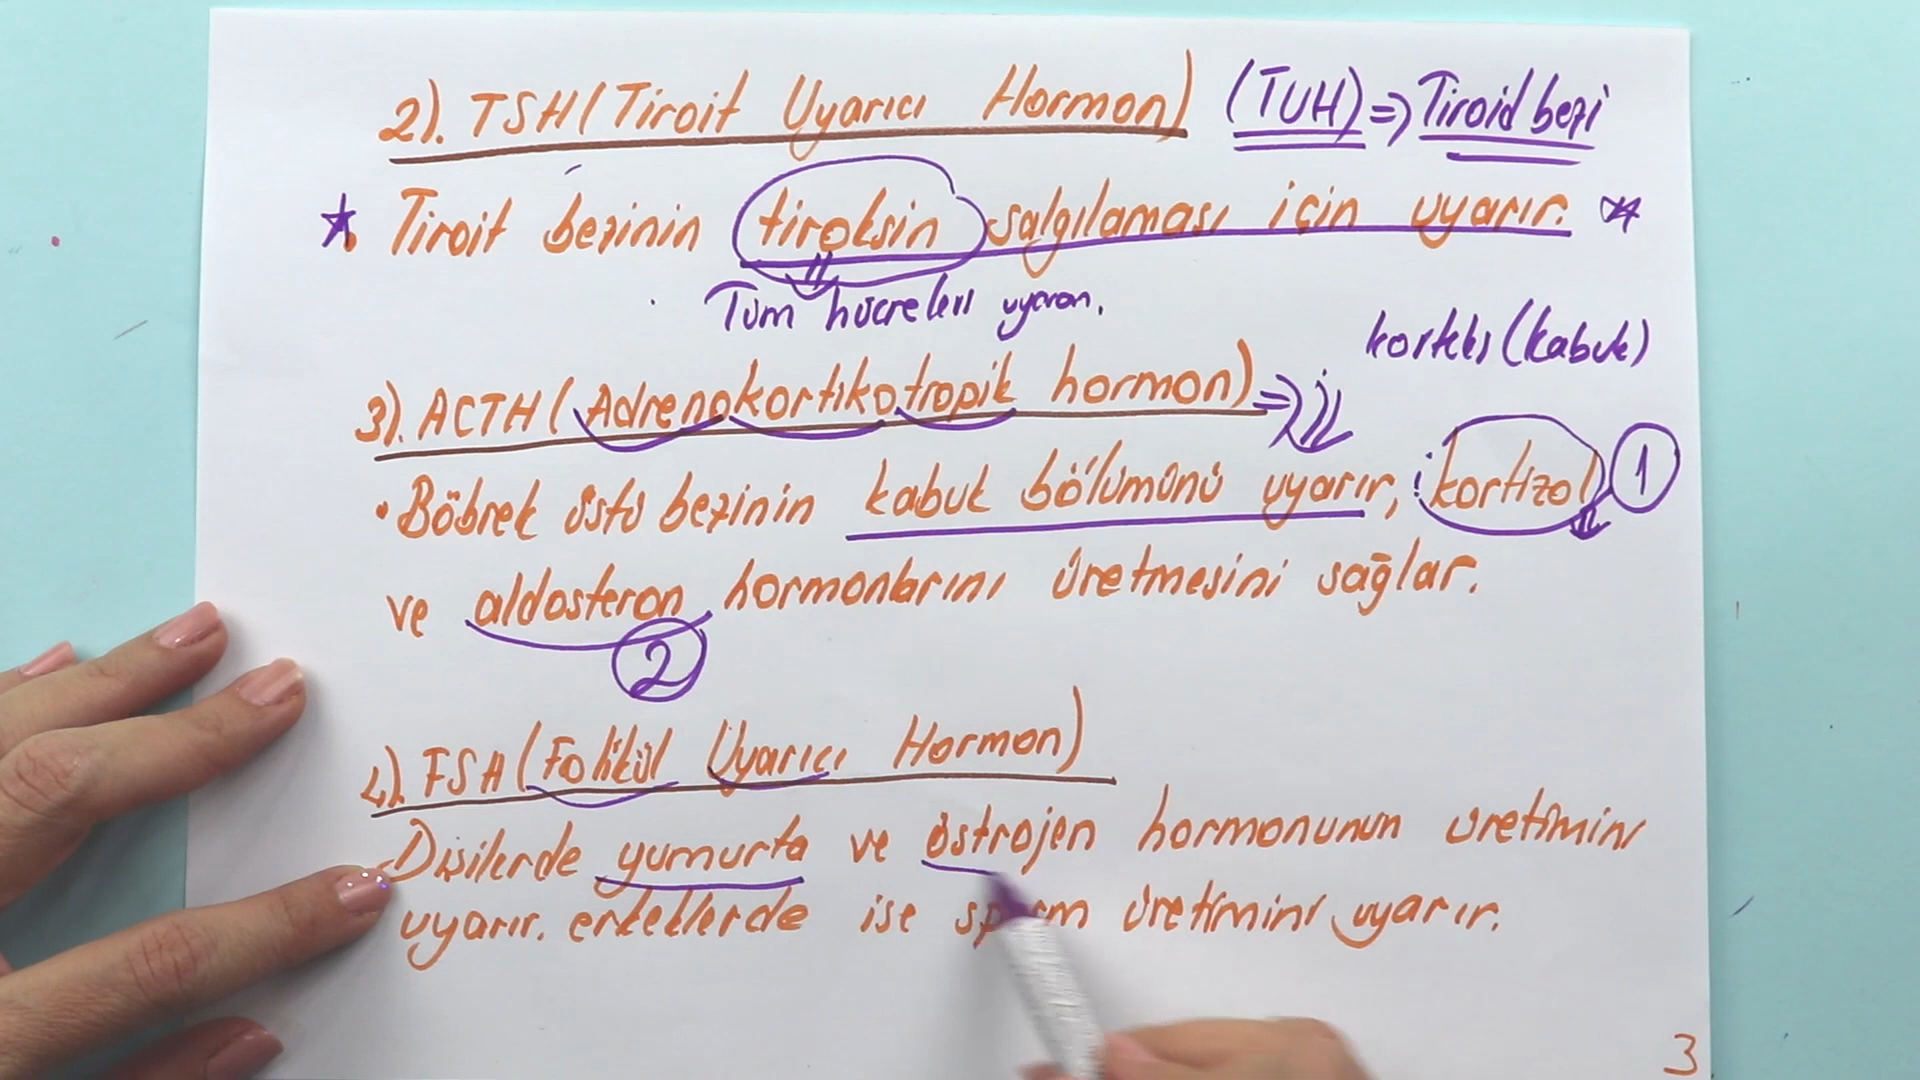 2). TSH (Tiroit Uyarıcı Hormon) (TUH) => Tiroid bezi
Tiroit bezinin tiroksin salgılaması için uyarır.
Tüm hücreleri uyaran.
korteks (kabuk)
3). ACTH (Adrenokortikotropik hormon) =>
• Böbrek üstü bezinin kabuk bölümünü uyarır, kortizol 1
ve aldosteron hormonlarını üretmesini sağlar.
2
4). FSH (Folikül Uyarıcı Hormon)
Dişilerde yumurta ve östrojen hormonunun üretimini
uyarır. erkeklerde ise sperm üretimini uyarır.
3